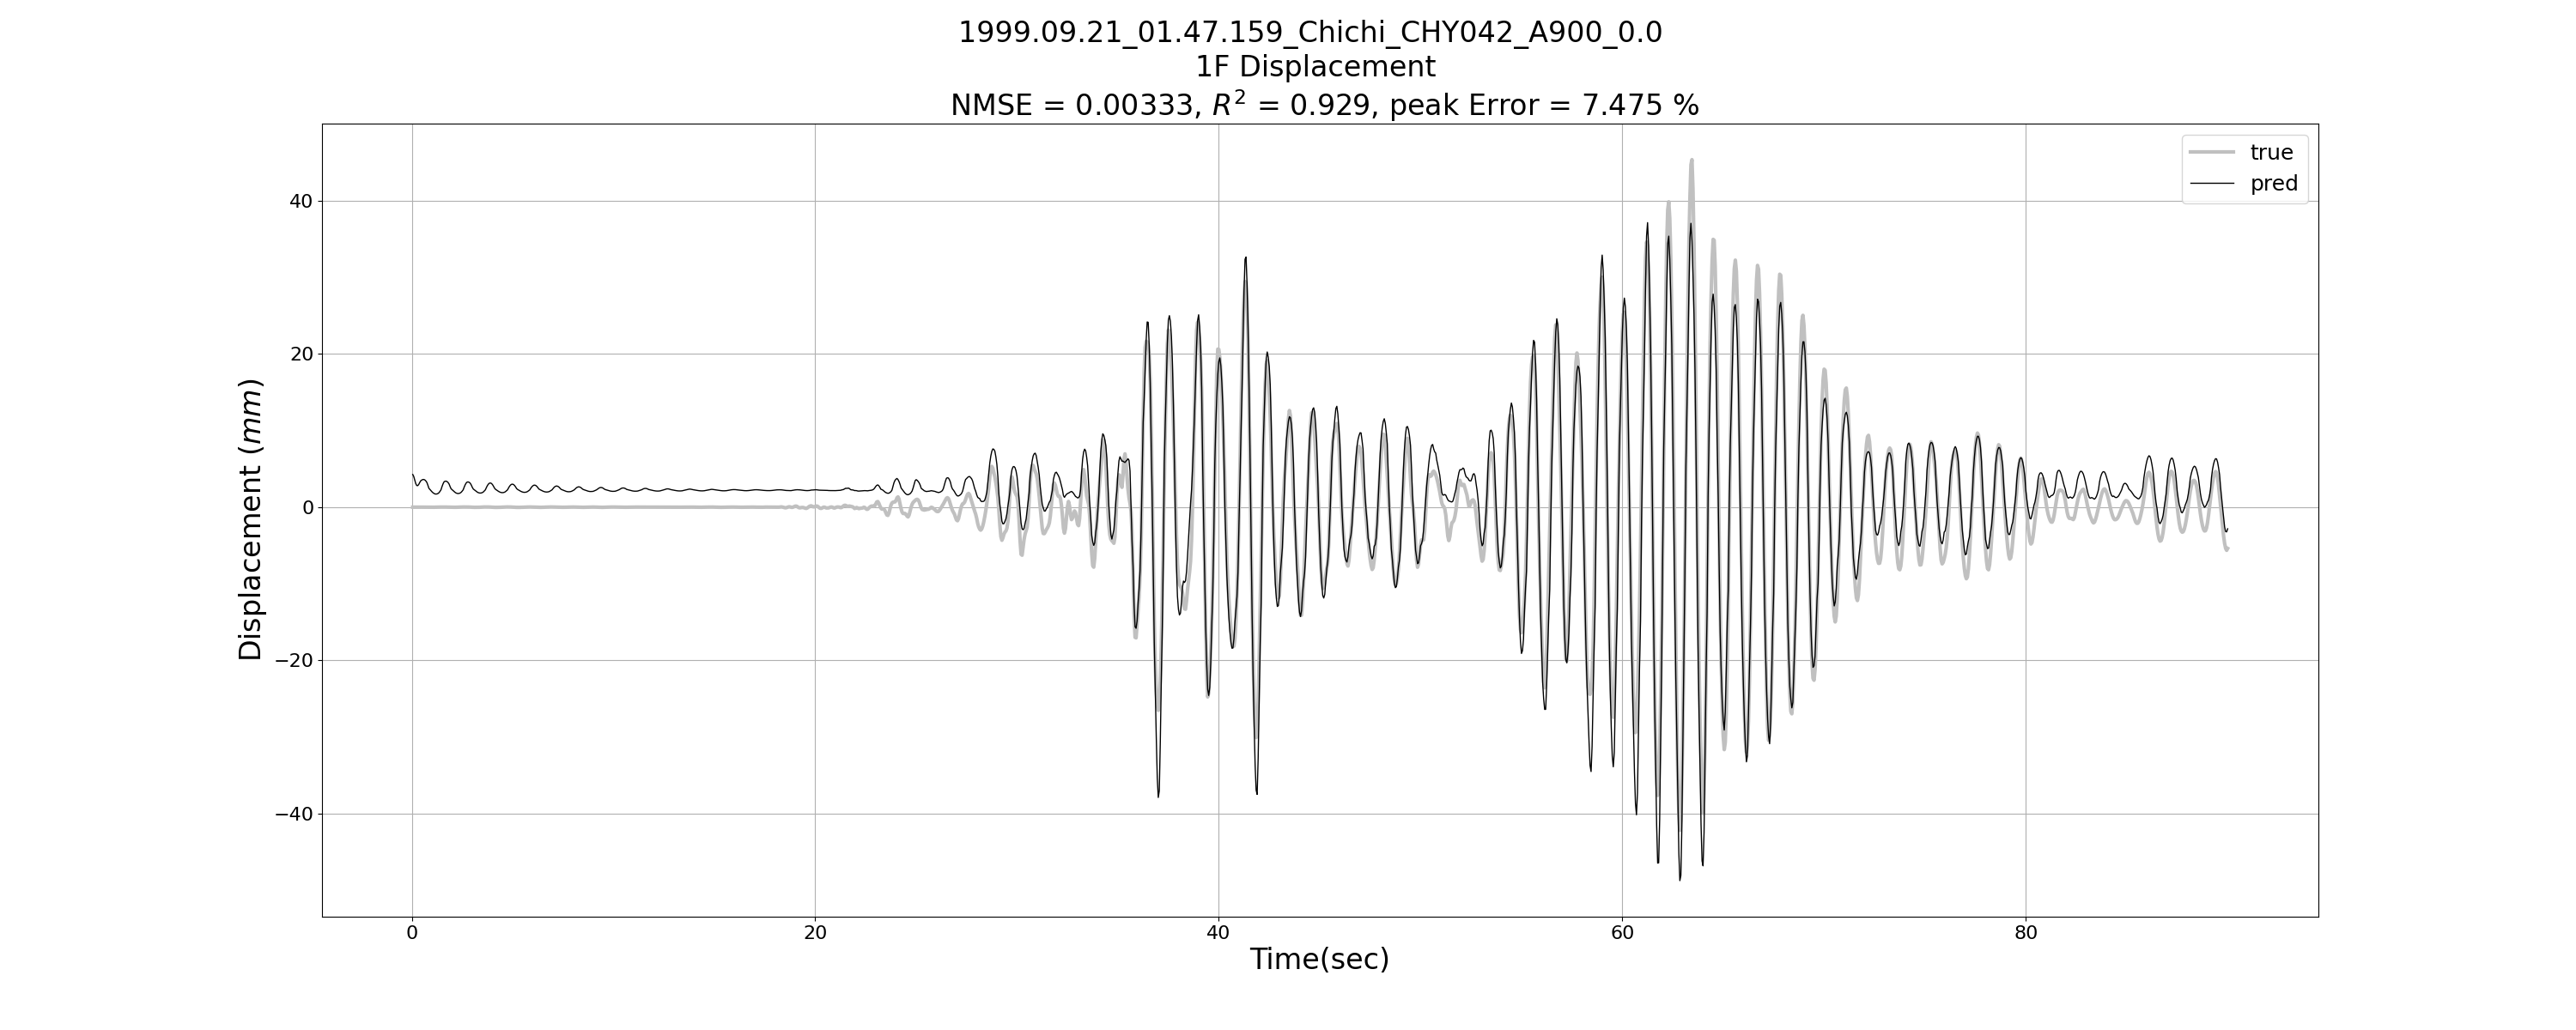 1999.09.21_01.47.159_Chichi_CHY042_A900_0.0
1F Displacement
NMSE = 0.00333, R² = 0.929, peak Error = 7.475 %
true
pred
40
20
0
−20
−40
Displacement (mm)
0 20 40 60 80
Time(sec)